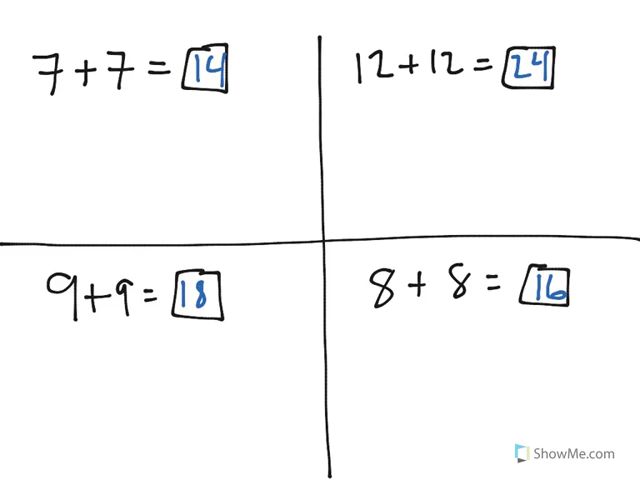 7 + 7 = 14
12 + 12 = 24
9 + 9 = 18
8 + 8 = 16
ShowMe.com